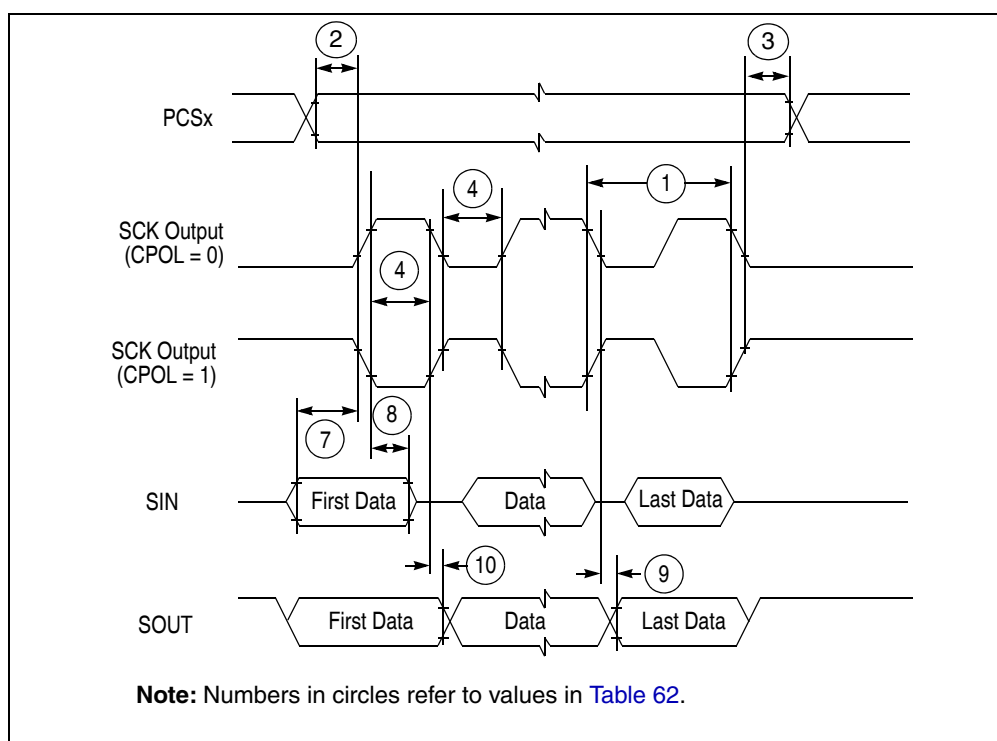 2
3
PCSx
4
1
SCK Output
(CPOL = 0)
4
SCK Output
(CPOL = 1)
8
7
SIN
First Data
Data
Last Data
10
9
SOUT
First Data
Data
Last Data
Note: Numbers in circles refer to values in Table 62.